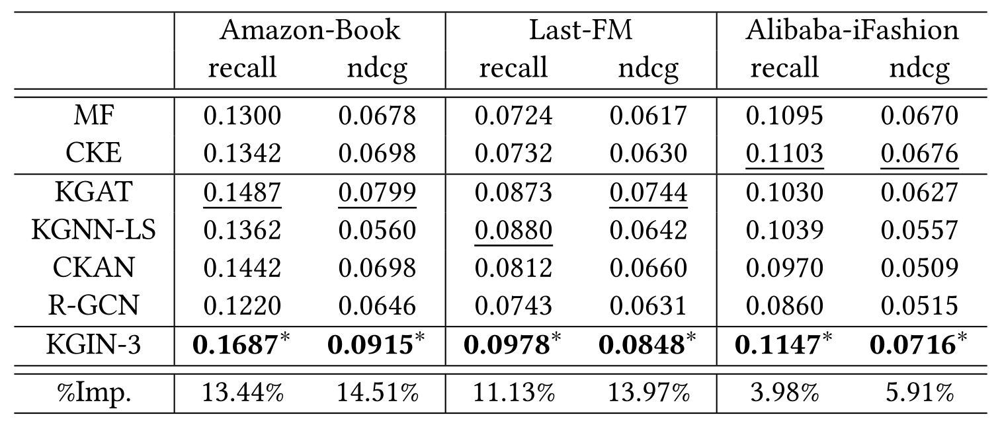 Amazon-Book Last-FM Alibaba-iFashion
recall ndcg recall ndcg recall ndcg
MF 0.1300 0.0678 0.0724 0.0617 0.1095 0.0670
CKE 0.1342 0.0698 0.0732 0.0630 0.1103 0.0676
KGAT 0.1487 0.0799 0.0873 0.0744 0.1030 0.0627
KGNN-LS 0.1362 0.0560 0.0880 0.0642 0.1039 0.0557
CKAN 0.1442 0.0698 0.0812 0.0660 0.0970 0.0509
R-GCN 0.1220 0.0646 0.0743 0.0631 0.0860 0.0515
KGIN-3 0.1687* 0.0915* 0.0978* 0.0848* 0.1147* 0.0716*
%Imp. 13.44% 14.51% 11.13% 13.97% 3.98% 5.91%